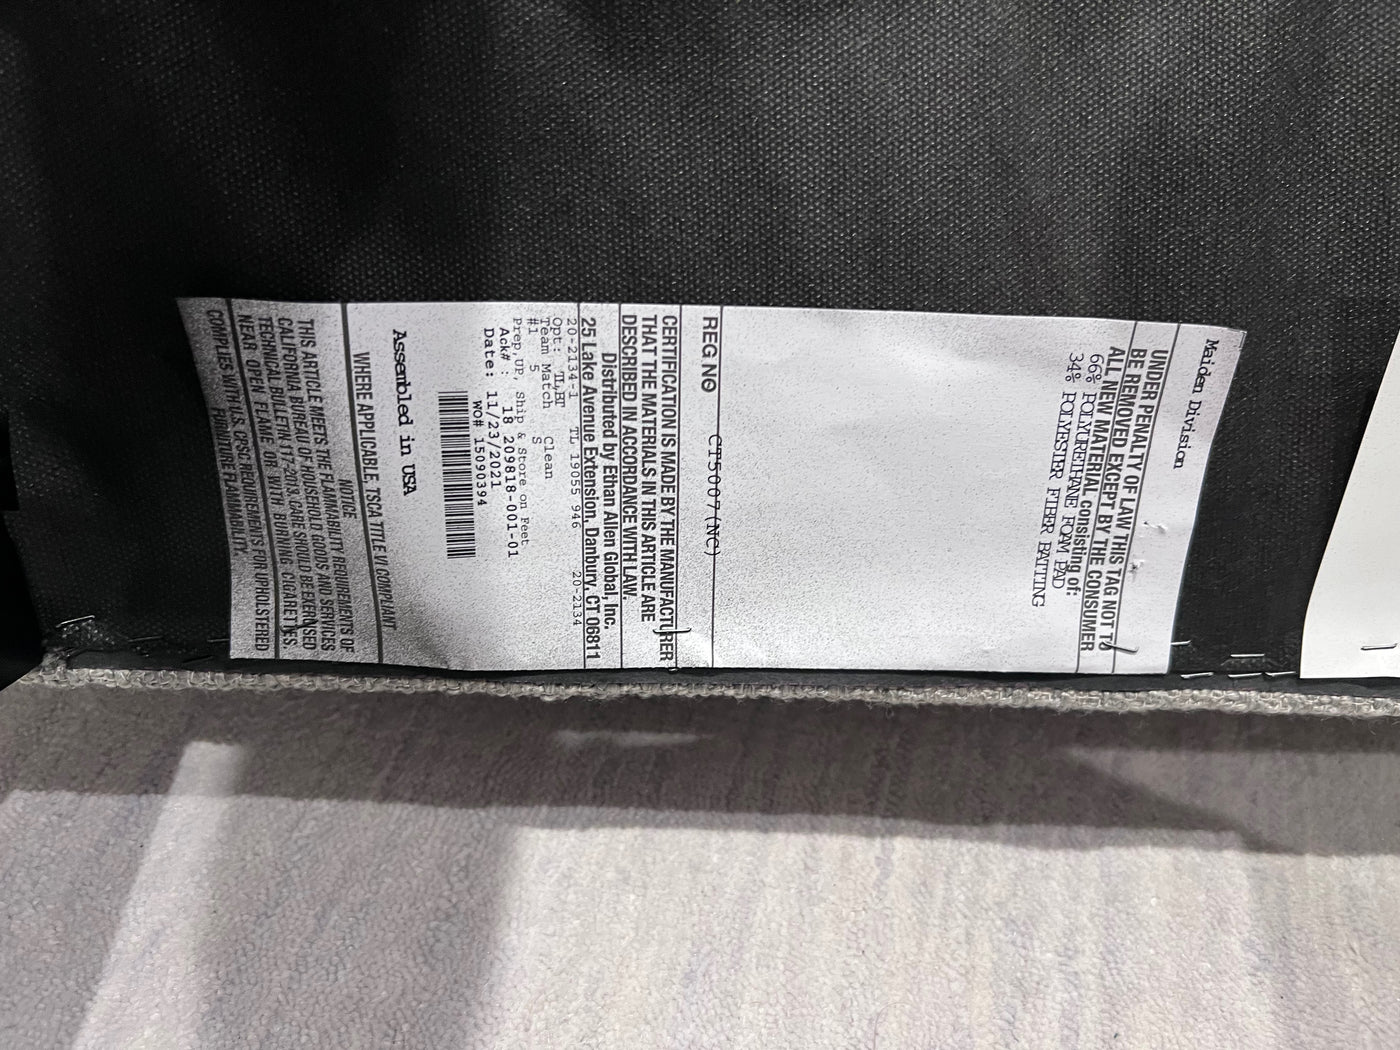 Maiden Division
UNDER PENALTY OF LAW THIS TAG NOT TO
BE REMOVED EXCEPT BY THE CONSUMER
ALL NEW MATERIAL consisting of:
66% POLYURETHANE FOAM PAD
34% POLYESTER FIBER BATTING
REG NO CT5007(NC)
CERTIFICATION IS MADE BY THE MANUFACTURER
THAT THE MATERIALS IN THIS ARTICLE ARE
DESCRIBED IN ACCORDANCE WITH LAW.
Distributed by Ethan Allen Global, Inc.
25 Lake Avenue Extension, Danbury, CT 06811
20-2134-1 TL 19055 946 20-2134
Opt: TL,BT
Team Match Clean
#1 5 S
Prep,UP, Ship & Store on Feet
Ack#: 18 209818-001-01
Date: 11/23/2021
WO# 15090394
Assembled in USA
WHERE APPLICABLE, TSCA TITLE VI COMPLIANT
NOTICE
THIS ARTICLE MEETS THE FLAMMABILITY REQUIREMENTS OF
CALIFORNIA BUREAU OF HOUSEHOLD GOODS AND SERVICES
TECHNICAL BULLETIN 117-2013. CARE SHOULD BE EXERCISED
NEAR OPEN FLAME OR WITH BURNING CIGARETTES.
COMPLIES WITH U.S. CPSC REQUIREMENTS FOR UPHOLSTERED
FURNITURE FLAMMABILITY.